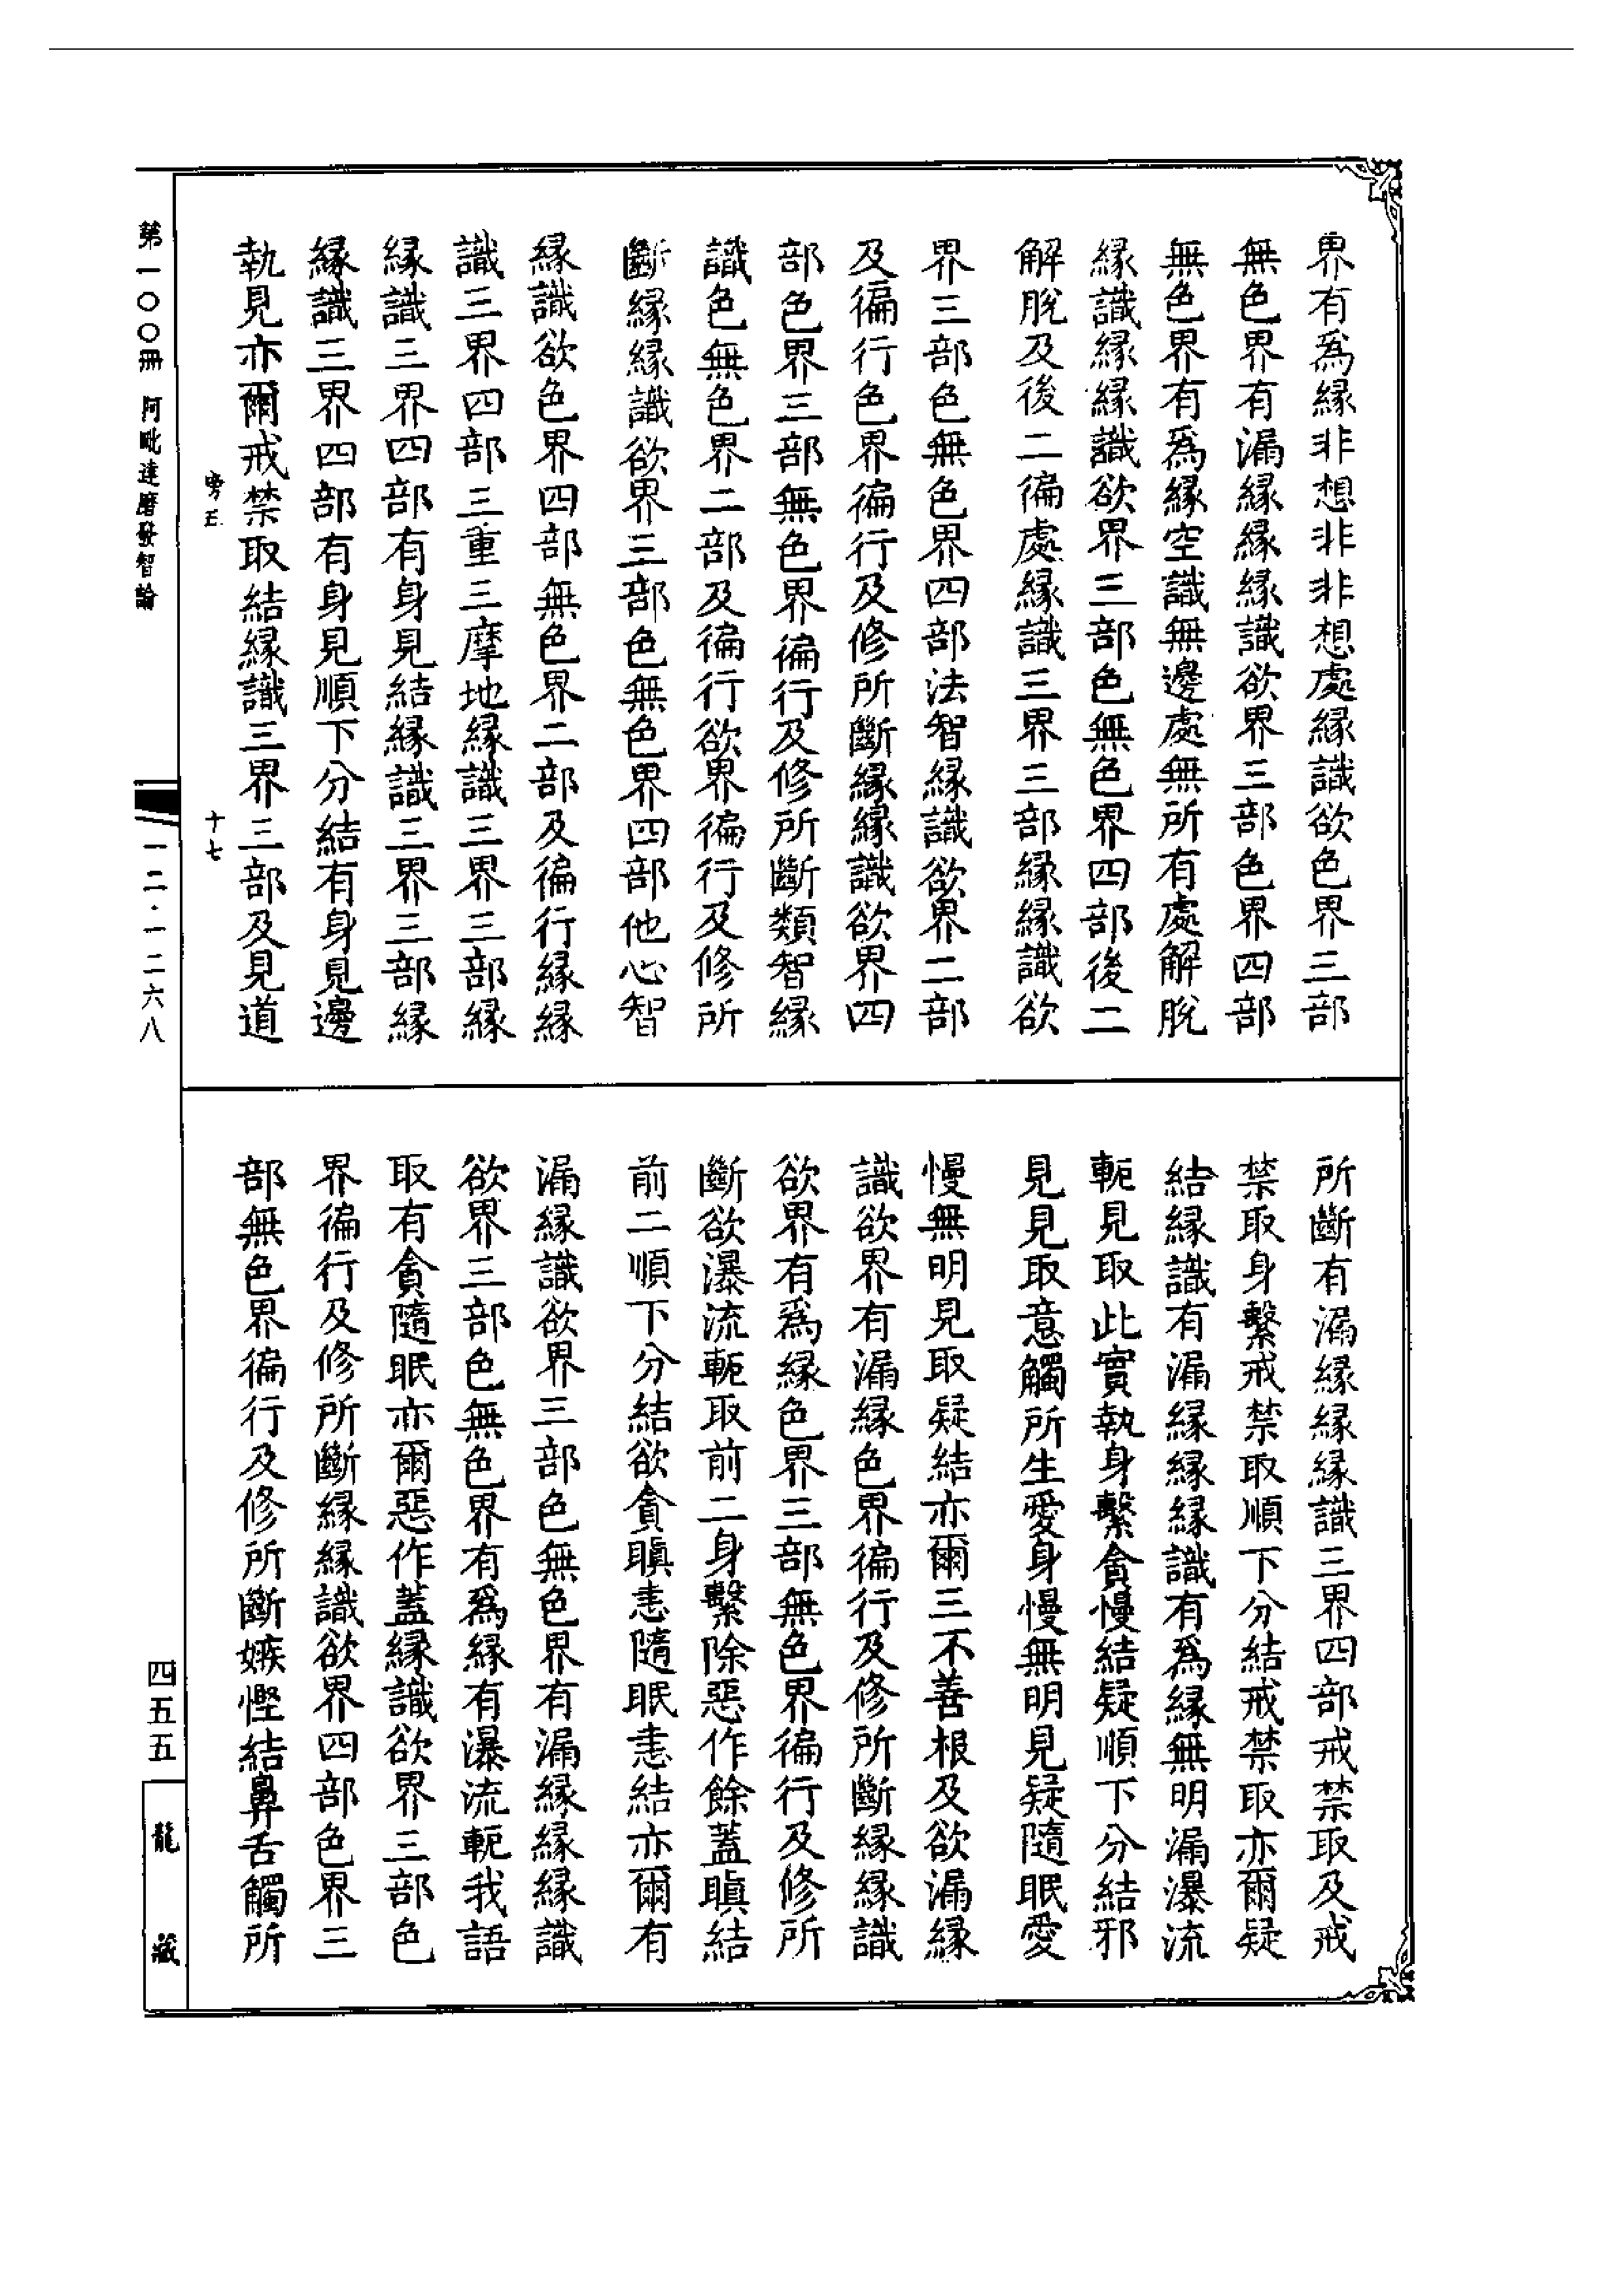 界有爲緣非想非非想處緣識欲色界三部
無色界有漏緣緣緣識欲界三部色界四部
無色界有爲緣空識無邊處無所有處解脫
緣識緣緣識欲界三部色無色界四部後二
解脫及後二徧處緣識三界三部緣緣識欲
界三部色無色界四部法智緣識欲界二部
及徧行色界徧行及修所斷緣緣識欲界四
部色界三部無色界徧行及修所斷類智緣
識色無色界二部及徧行欲界徧行及修所
斷緣緣識欲界三部色無色界四部他心智
緣識欲色界四部無色界二部及徧行緣緣
識三界四部三重三摩地緣識三界三部緣
緣識三界四部有身見結緣識三界三部緣
緣識三界四部有身見順下分結有身見邊
執見亦爾戒禁取結緣識三界三部及見道
所斷有漏緣緣緣識三界四部戒禁取及戒
禁取身繫戒禁取順下分結戒禁取亦爾疑
結緣識有漏緣緣緣識有爲緣無明漏瀑流
軛見取此實執身繫貪慢結疑順下分結邪
見見取意觸所生愛身慢無明見疑隨眠愛
慢無明見取疑結亦爾三不善根及欲漏緣
識欲界有漏緣色界徧行及修所斷緣緣識
欲界有爲緣色界三部無色界徧行及修所
斷欲瀑流軛取前二身繫除惡作餘蓋瞋結
前二順下分結欲貪瞋恚隨眠恚結亦爾有
漏緣識欲界三部色無色界有漏緣緣緣識
欲界三部色無色界有爲緣有瀑流軛我語
取有貪隨眠亦爾惡作蓋緣識欲界三部色
界徧行及修所斷緣緣識欲界四部色界三
部無色界徧行及修所斷嫉慳結鼻舌觸所
第一〇〇冊 阿毗達磨發智論
十七
一二·一二六八
四五五
龍藏